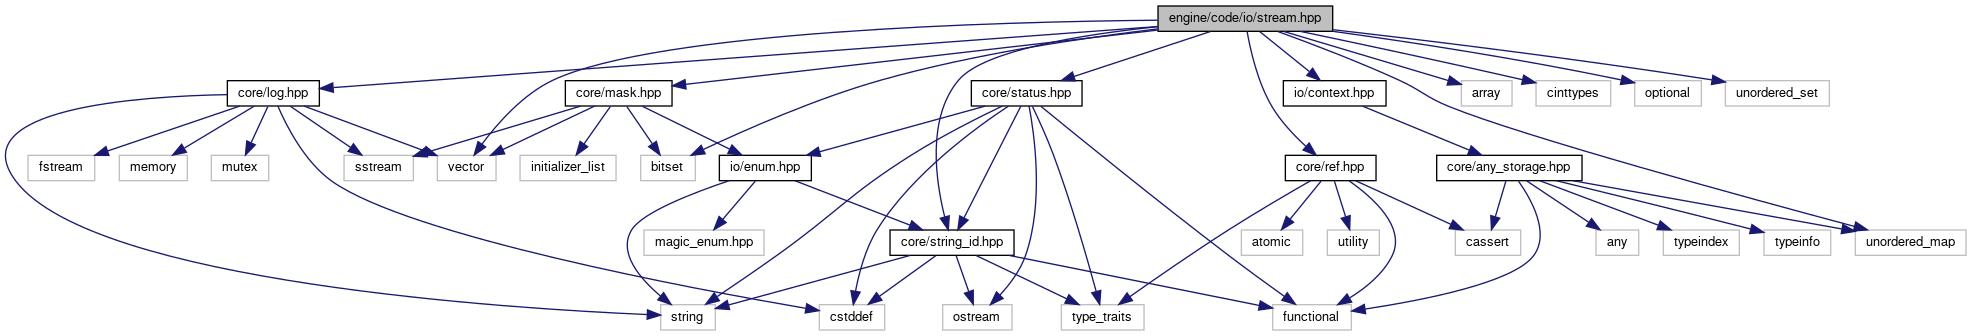 engine/code/io/stream.hpp
core/log.hpp
core/mask.hpp
core/status.hpp
io/context.hpp
array
cinttypes
optional
unordered_set
fstream
memory
mutex
sstream
vector
initializer_list
bitset
io/enum.hpp
core/ref.hpp
core/any_storage.hpp
magic_enum.hpp
core/string_id.hpp
atomic
utility
cassert
any
typeindex
typeinfo
unordered_map
string
cstddef
ostream
type_traits
functional